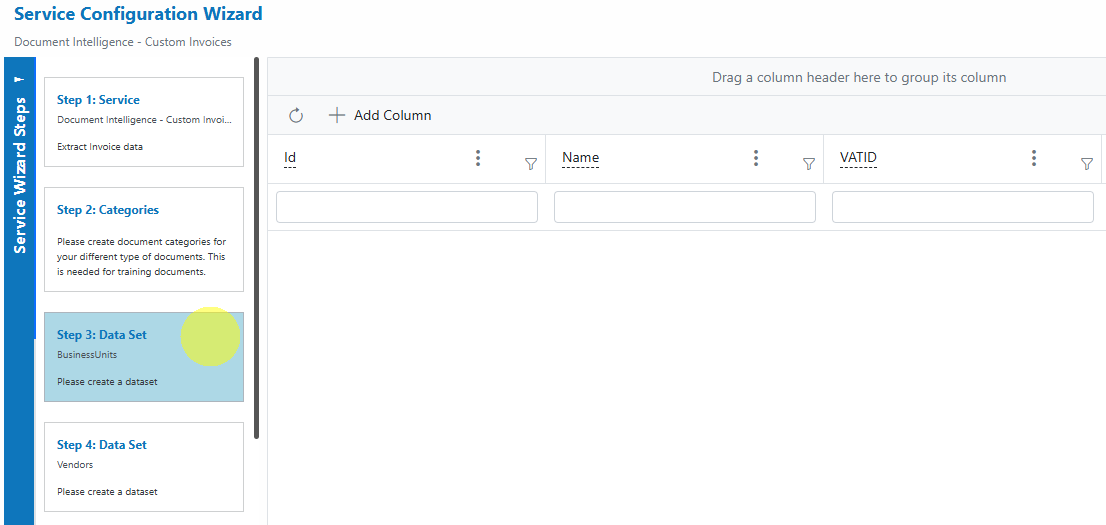 Service Configuration Wizard
Document Intelligence - Custom Invoices
Service Wizard Steps
Step 1: Service
Document Intelligence - Custom Invoi...
Extract Invoice data
Step 2: Categories
Please create document categories for
your different type of documents. This
is needed for training documents.
Step 3: Data Set
BusinessUnits
Please create a dataset
Step 4: Data Set
Vendors
Please create a dataset
Drag a column header here to group its column
Add Column
Id
Name
VATID